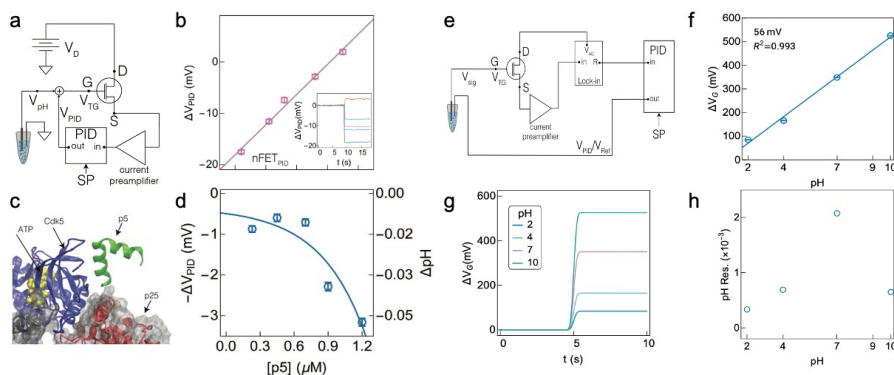 a
V_D
G
D
V_pH
V_TG
S
V_PID
PID
out in
SP
current
preamplifier
b
ΔV_PID (mV)
0
−10
−20
nFET_PID
ΔV_PID(mV)
0
−10
−20
0 5 10 15
t (s)
c
Cdk5
ATP
p5
p25
d
−ΔV_PID (mV)
0
−1
−2
−3
0.0 0.3 0.6 0.9 1.2
[p5] (μM)
0.00
−0.02
−0.03
−0.05
ΔpH
e
D
G
V_sig
V_TG
S
V_AC
in R
Lock-in
PID
in
out
current
preamplifier
V_PID/V_Ref
SP
f
ΔV_G (mV)
600
500
400
300
200
100
0
56 mV
R²=0.993
2 4 7 9 10
pH
g
ΔV_G(mV)
600
400
200
0
pH
2
4
7
10
0 5 10
t (s)
h
pH Res. (×10⁻³)
2
1
0
2 4 7 9 10
pH